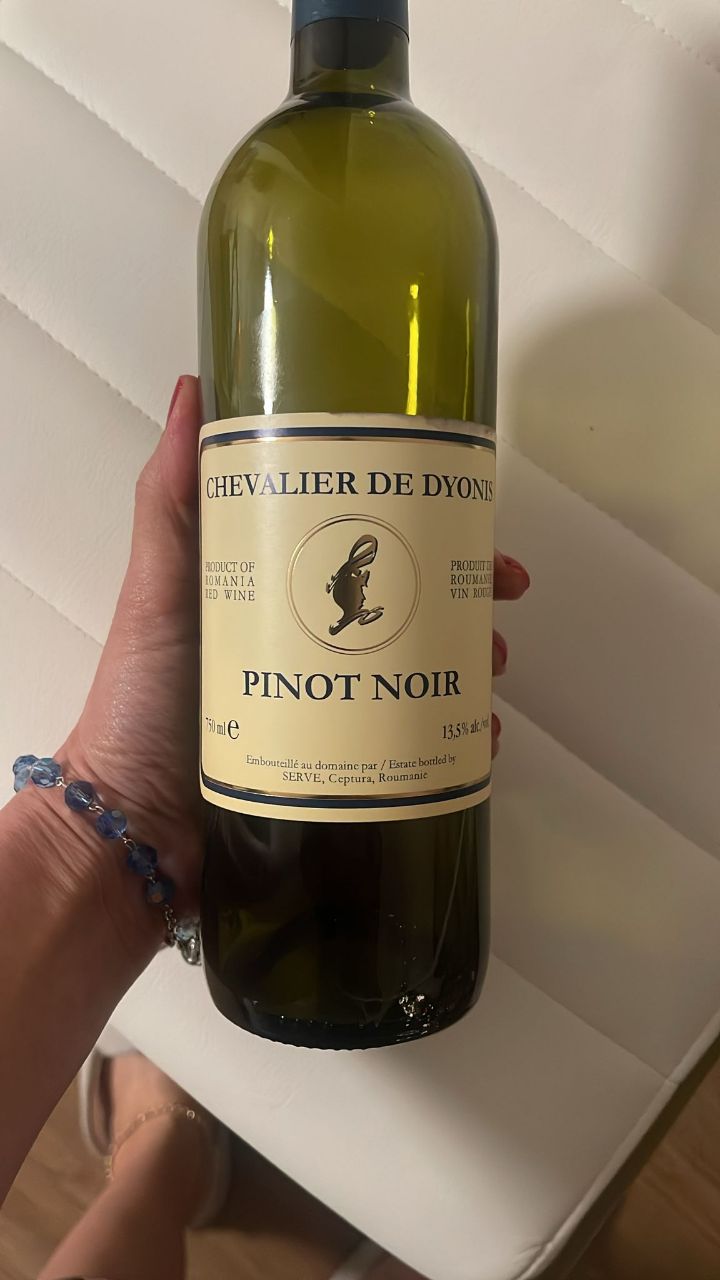 CHEVALIER DE DYONIS
PRODUCT OF
ROMANIA
RED WINE
PRODUIT
ROUMANIE
VIN ROUGE
PINOT NOIR
750 ml e
13,5% alc./vol.
Embouteillé au domaine par / Estate bottled by
SERVE, Ceptura, Roumanie